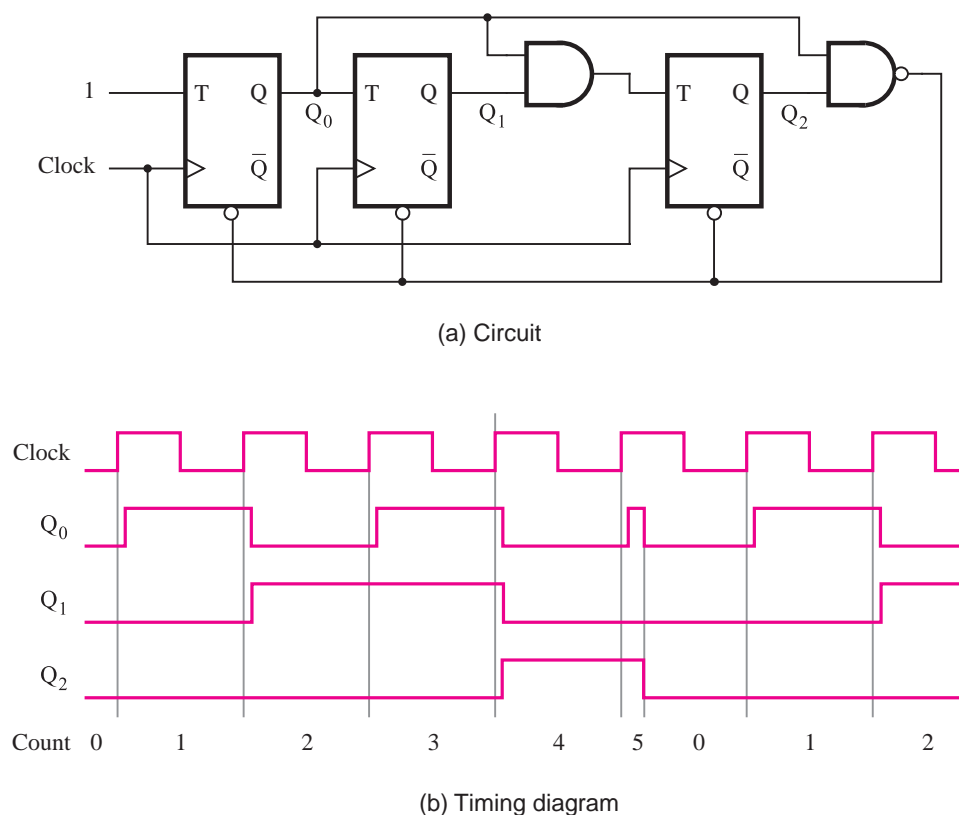 1 T Q Q0 T Q Q1 T Q Q2
Clock Q̅ Q̅ Q̅
(a) Circuit
Clock
Q0
Q1
Q2
Count 0 1 2 3 4 5 0 1 2
(b) Timing diagram